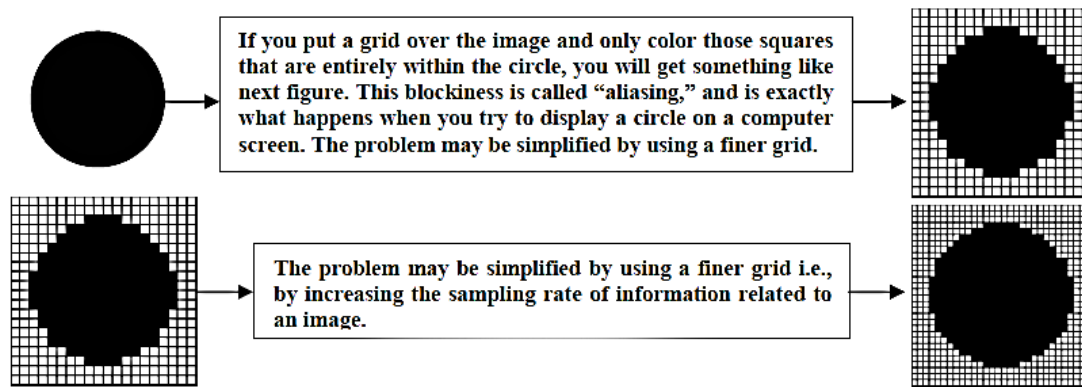 If you put a grid over the image and only color those squares
that are entirely within the circle, you will get something like
next figure. This blockiness is called “aliasing,” and is exactly
what happens when you try to display a circle on a computer
screen. The problem may be simplified by using a finer grid.
The problem may be simplified by using a finer grid i.e.,
by increasing the sampling rate of information related to
an image.